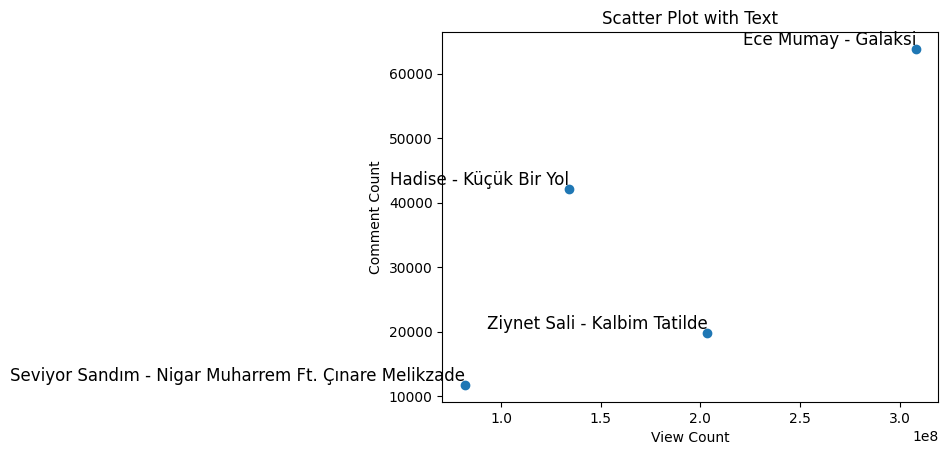 Scatter Plot with Text
Ece Mumay - Galaksi
60000
50000
Hadise - Küçük Bir Yol
40000
Comment Count
30000
Ziynet Sali - Kalbim Tatilde
20000
Seviyor Sandım - Nigar Muharrem Ft. Çınare Melikzade
10000
1.0 1.5 2.0 2.5 3.0
1e8
View Count